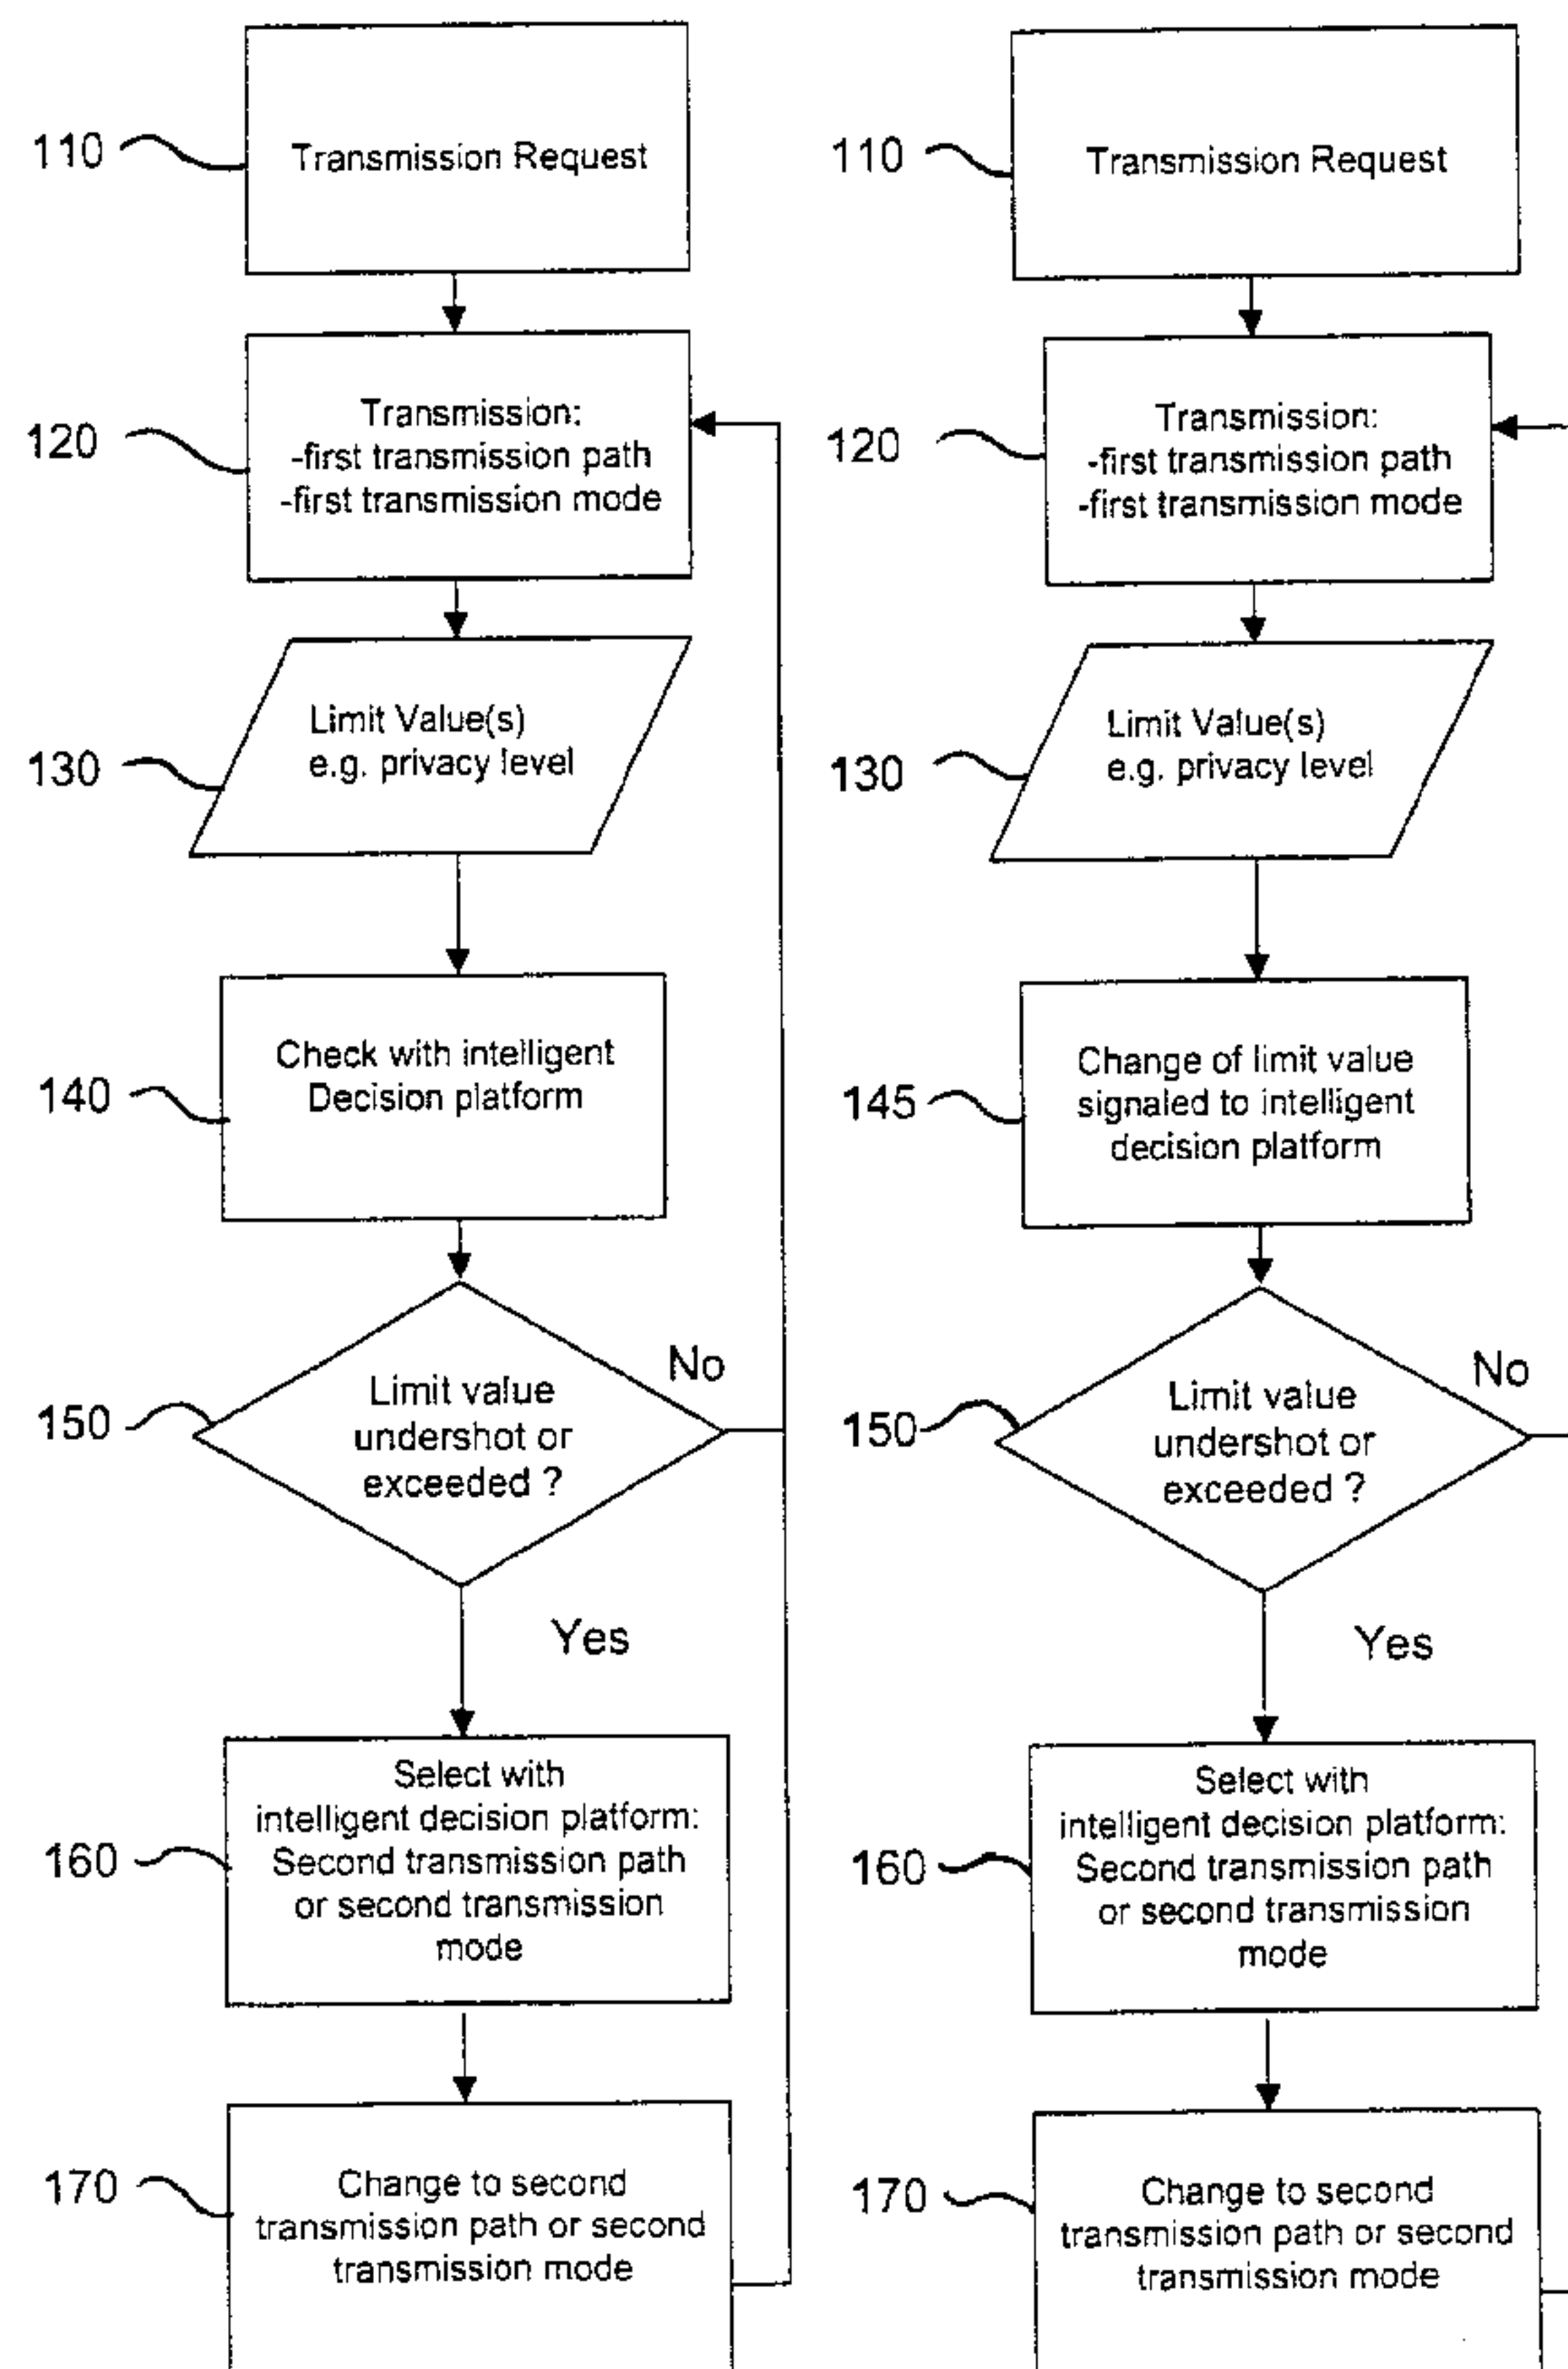 110
Transmission Request
120
Transmission:
-first transmission path
-first transmission mode
130
Limit Value(s)
e.g. privacy level
140
Check with intelligent
Decision platform
150
Limit value
undershot or
exceeded ?
No
Yes
160
Select with
intelligent decision platform:
Second transmission path
or second transmission
mode
170
Change to second
transmission path or second
transmission mode
110
Transmission Request
120
Transmission:
-first transmission path
-first transmission mode
130
Limit Value(s)
e.g. privacy level
145
Change of limit value
signaled to intelligent
decision platform
150
Limit value
undershot or
exceeded ?
No
Yes
160
Select with
intelligent decision platform:
Second transmission path
or second transmission
mode
170
Change to second
transmission path or second
transmission mode